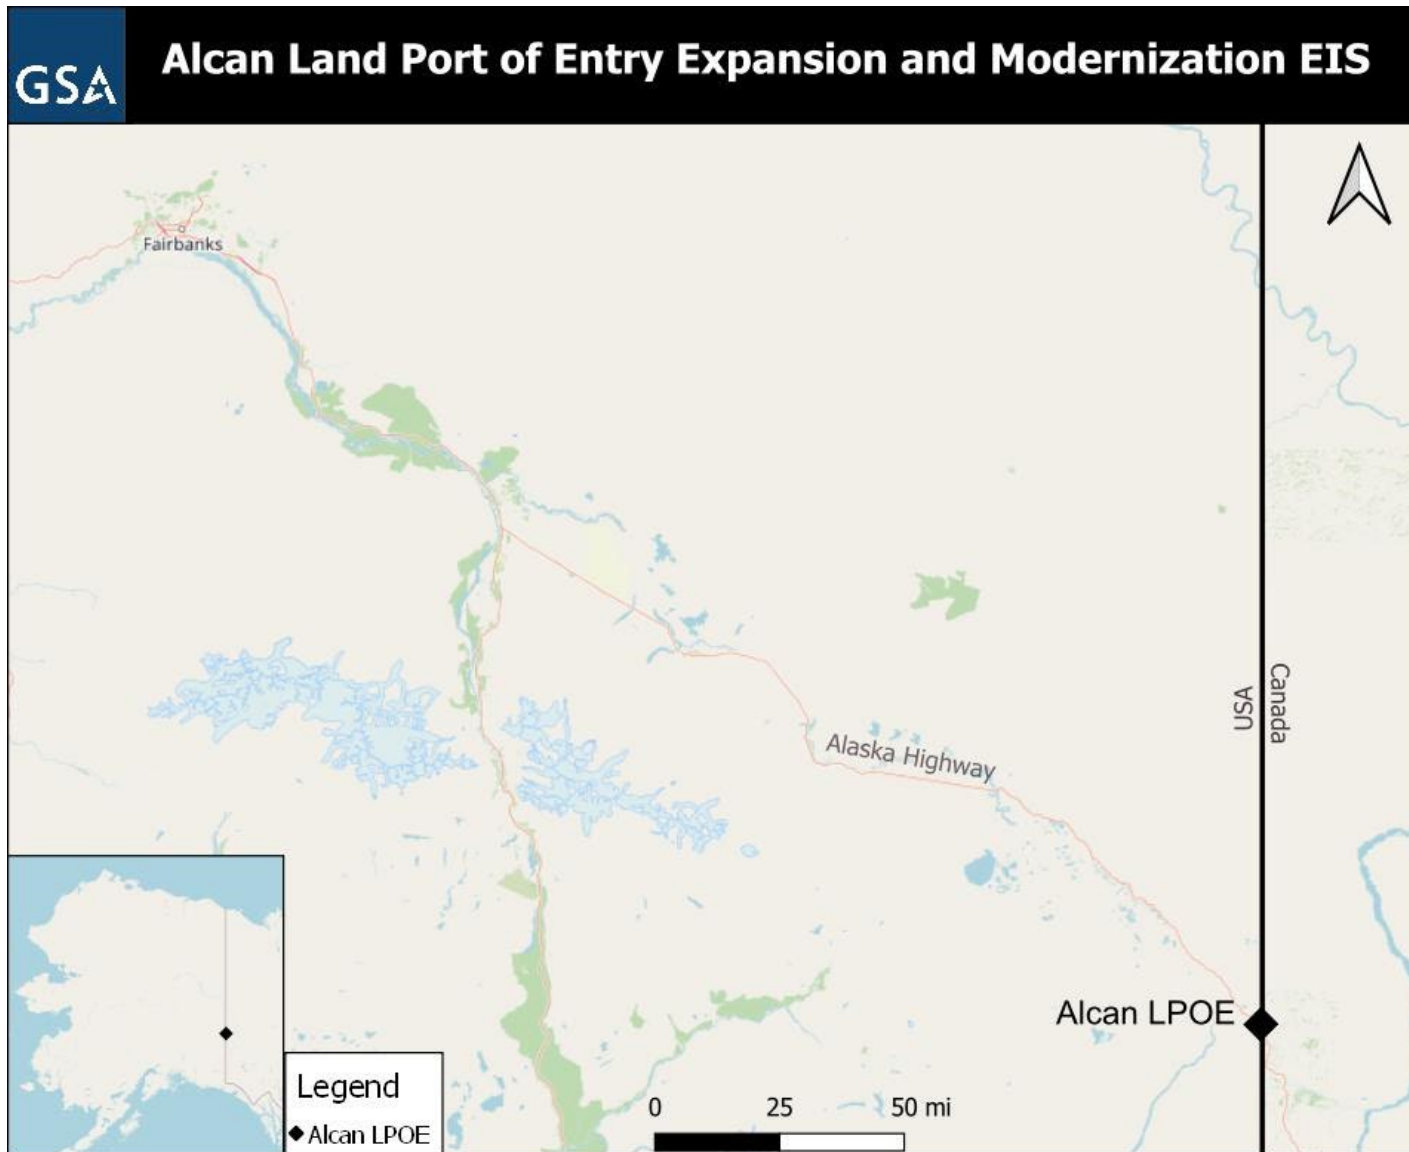 GSA
Alcan Land Port of Entry Expansion and Modernization EIS
Fairbanks
Canada
USA
Alaska Highway
Alcan LPOE
Legend
Alcan LPOE
0 25 50 mi